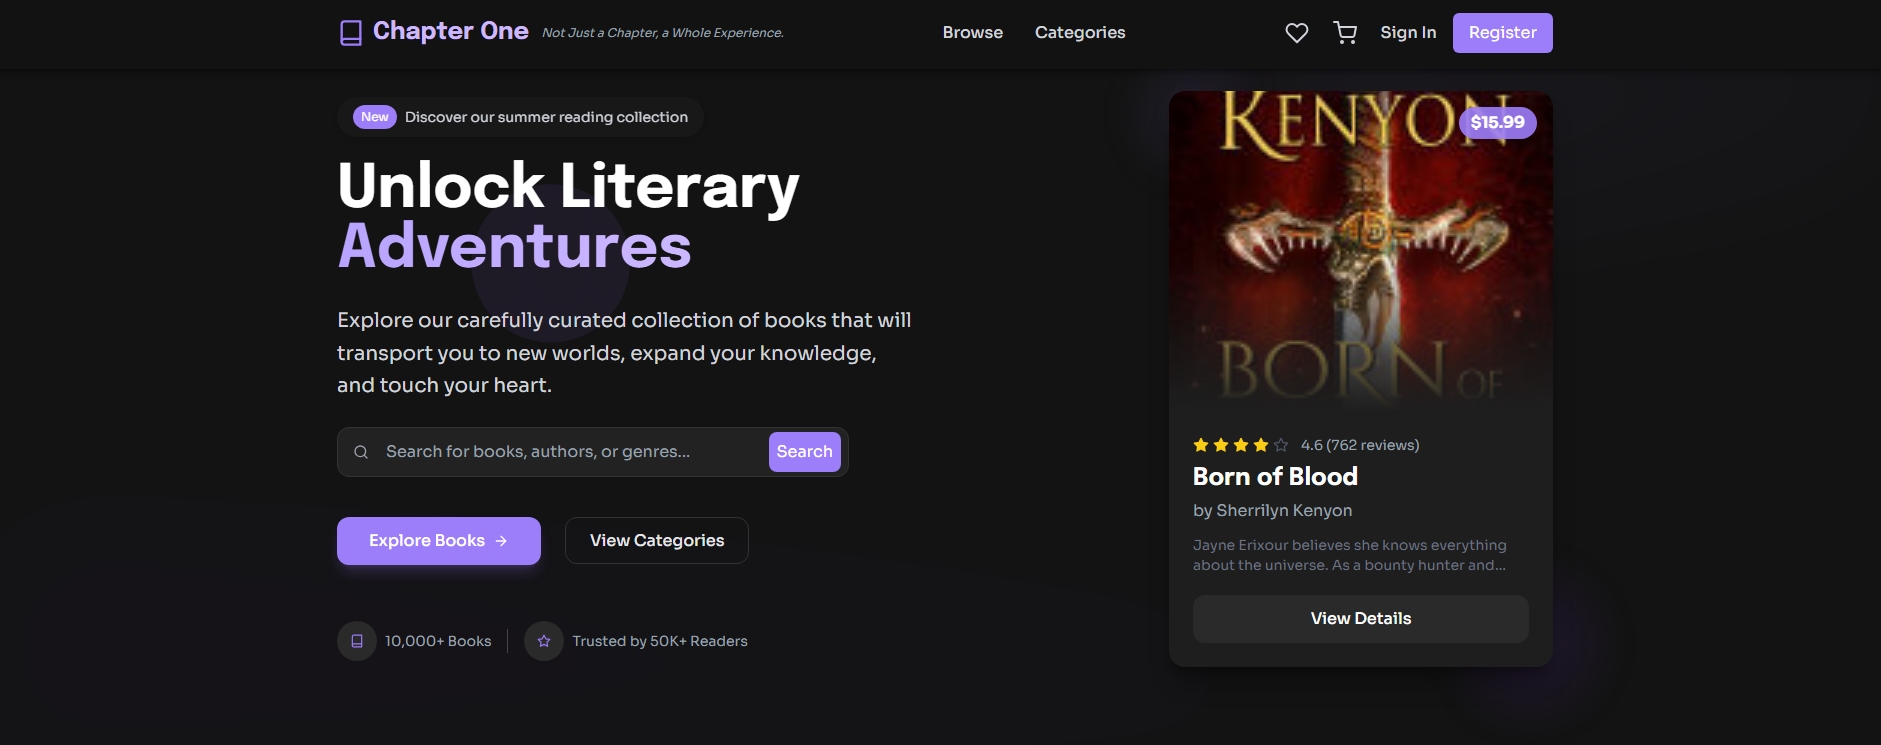 Chapter One
Not Just a Chapter, a Whole Experience.
Browse
Categories
Sign In
Register
New
Discover our summer reading collection
Unlock Literary
Adventures
Explore our carefully curated collection of books that will
transport you to new worlds, expand your knowledge,
and touch your heart.
Search for books, authors, or genres...
Search
Explore Books
View Categories
10,000+ Books
Trusted by 50K+ Readers
KENYON
$15.99
BORN OF
4.6 (762 reviews)
Born of Blood
by Sherrilyn Kenyon
Jayne Erixour believes she knows everything
about the universe. As a bounty hunter and...
View Details